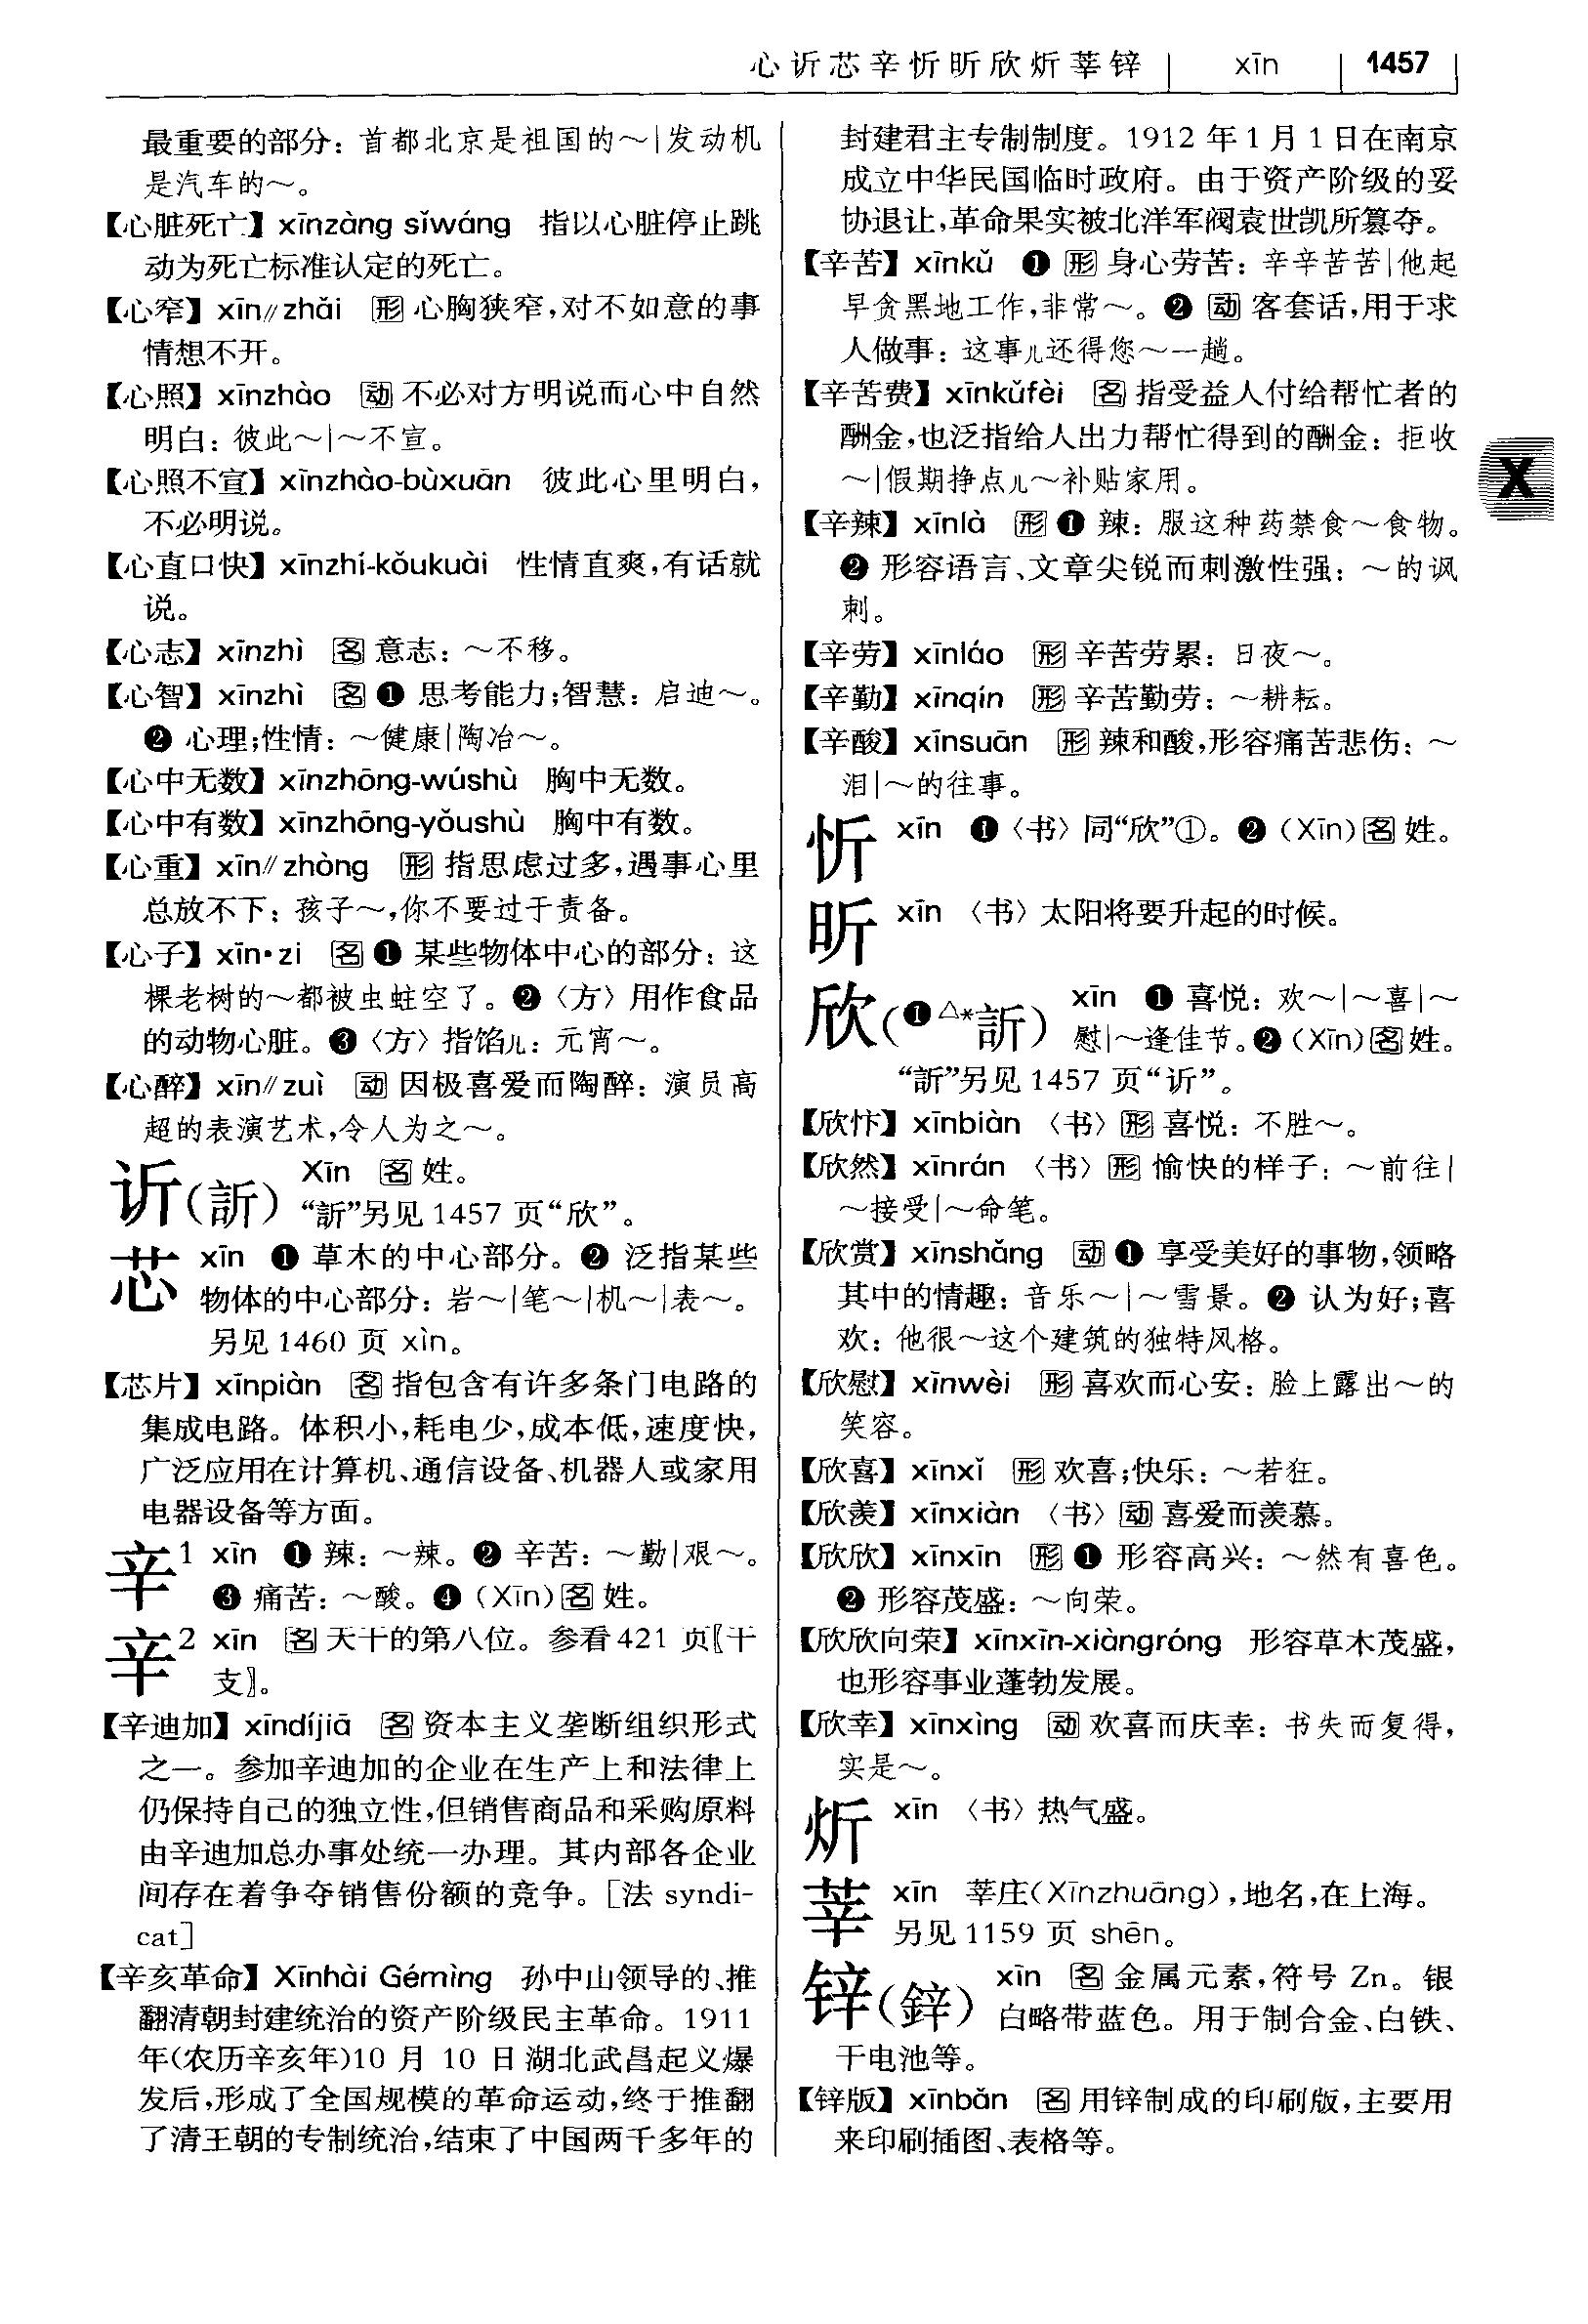 心䜣芯辛忻昕欣炘莘锌 xīn 1457
最重要的部分：首都北京是祖国的～|发动机
是汽车的～。
【心脏死亡】xīnzàng sǐwáng 指以心脏停止跳
动为死亡标准认定的死亡。
【心窄】xīn∥zhǎi 形 心胸狭窄，对不如意的事
情想不开。
【心照】xīnzhào 动 不必对方明说而心中自然
明白：彼此～|～不宣。
【心照不宣】xīnzhào-bùxuān 彼此心里明白，
不必明说。
【心直口快】xīnzhí-kǒukuài 性情直爽，有话就
说。
【心志】xīnzhì 名 意志：～不移。
【心智】xīnzhì 名 ❶ 思考能力；智慧：启迪～。
❷ 心理；性情：～健康|陶冶～。
【心中无数】xīnzhōng-wúshù 胸中无数。
【心中有数】xīnzhōng-yǒushù 胸中有数。
【心重】xīn∥zhòng 形 指思虑过多，遇事心里
总放不下：孩子～，你不要过于责备。
【心子】xīn•zi 名 ❶ 某些物体中心的部分：这
棵老树的～都被虫蛀空了。❷〈方〉用作食品
的动物心脏。❸〈方〉指馅儿：元宵～。
【心醉】xīn∥zuì 动 因极喜爱而陶醉：演员高
超的表演艺术，令人为之～。
䜣(訢) Xīn 名 姓。
“訢”另见1457页“欣”。
芯 xīn ❶ 草木的中心部分。❷ 泛指某些
物体的中心部分：岩～|笔～|机～|表～。
另见1460页 xìn。
【芯片】xīnpiàn 名 指包含有许多条门电路的
集成电路。体积小，耗电少，成本低，速度快，
广泛应用在计算机、通信设备、机器人或家用
电器设备等方面。
辛1 xīn ❶ 辣：～辣。❷ 辛苦：～勤|艰～。
❸ 痛苦：～酸。❹（Xīn）名 姓。
辛2 xīn 名 天干的第八位。参看421页〖干
支〗。
【辛迪加】xīndíjiā 名 资本主义垄断组织形式
之一。参加辛迪加的企业在生产上和法律上
仍保持自己的独立性，但销售商品和采购原料
由辛迪加总办事处统一办理。其内部各企业
间存在着争夺销售份额的竞争。［法 syndi-
cat］
【辛亥革命】Xīnhài Gémìng 孙中山领导的、推
翻清朝封建统治的资产阶级民主革命。1911
年(农历辛亥年)10月10日湖北武昌起义爆
发后，形成了全国规模的革命运动，终于推翻
了清王朝的专制统治，结束了中国两千多年的
封建君主专制制度。1912年1月1日在南京
成立中华民国临时政府。由于资产阶级的妥
协退让，革命果实被北洋军阀袁世凯所篡夺。
【辛苦】xīnkǔ ❶ 形 身心劳苦：辛辛苦苦|他起
早贪黑地工作，非常～。❷ 动 客套话，用于求
人做事：这事儿还得您～一趟。
【辛苦费】xīnkǔfèi 名 指受益人付给帮忙者的
酬金，也泛指给人出力帮忙得到的酬金：拒收
～|假期挣点儿～补贴家用。
X
【辛辣】xīnlà 形 ❶ 辣：服这种药禁食～食物。
❷ 形容语言、文章尖锐而刺激性强：～的讽
刺。
【辛劳】xīnláo 形 辛苦劳累：日夜～。
【辛勤】xīnqín 形 辛苦勤劳：～耕耘。
【辛酸】xīnsuān 形 辣和酸，形容痛苦悲伤：～
泪|～的往事。
忻 xīn ❶〈书〉同“欣”①。❷（Xīn）名 姓。
昕 xīn 〈书〉太阳将要升起的时候。
欣(❶△*訢) xīn ❶ 喜悦：欢～|～喜|～
慰|～逢佳节。❷（Xīn）名 姓。
“訢”另见1457页“䜣”。
【欣忭】xīnbiàn 〈书〉形 喜悦：不胜～。
【欣然】xīnrán 〈书〉形 愉快的样子：～前往|
～接受|～命笔。
【欣赏】xīnshǎng 动 ❶ 享受美好的事物，领略
其中的情趣：音乐～|～雪景。❷ 认为好；喜
欢：他很～这个建筑的独特风格。
【欣慰】xīnwèi 形 喜欢而心安：脸上露出～的
笑容。
【欣喜】xīnxǐ 形 欢喜；快乐：～若狂。
【欣羡】xīnxiàn 〈书〉动 喜爱而羡慕。
【欣欣】xīnxīn 形 ❶ 形容高兴：～然有喜色。
❷ 形容茂盛：～向荣。
【欣欣向荣】xīnxīn-xiàngróng 形容草木茂盛，
也形容事业蓬勃发展。
【欣幸】xīnxìng 动 欢喜而庆幸：书失而复得，
实是～。
炘 xīn 〈书〉热气盛。
莘 xīn 莘庄(Xīnzhuāng)，地名，在上海。
另见1159页 shēn。
锌(鋅) xīn 名 金属元素，符号 Zn。银
白略带蓝色。用于制合金、白铁、
干电池等。
【锌版】xīnbǎn 名 用锌制成的印刷版，主要用
来印刷插图、表格等。